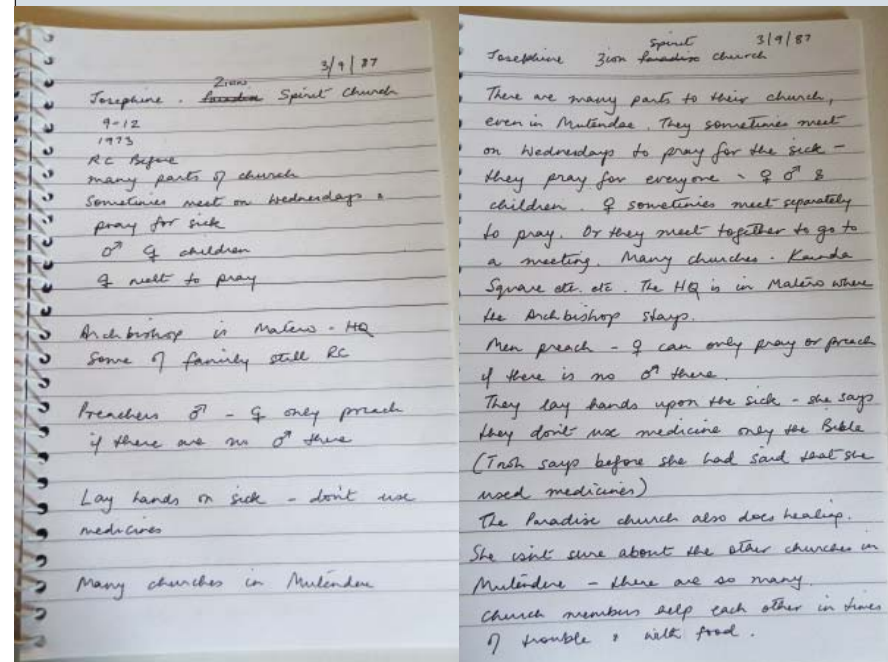 3/9/87
Zion
Josephine . Paradise Spirit Church
9-12
1973
RC Before
many parts of church
Sometimes meet on Wednesdays &
pray for sick
♂ ♀ children
♀ meet to pray
Archbishop is Matero - HQ
Some of family still RC
Preachers ♂ - ♀ only preach
if there are no ♂ there
Lay hands on sick - don't use
medicines
Many churches in Mutendere
3/9/87
Spirit
Josephine Zion Paradise Church
There are many parts to their church,
even in Mutendae. They sometimes meet
on Wednesdays to pray for the sick -
they pray for everyone - ♀ ♂ &
children. ♀ sometimes meet separately
to pray. Or they meet together to go to
a meeting. Many churches - Kaunda
Square etc. etc. The HQ is in Matero where
the Archbishop stays.
Men preach - ♀ can only pray or preach
if there is no ♂ there.
They lay hands upon the sick - she says
they don't use medicine only the Bible
(Trish says before she had said that she
used medicines)
The Paradise church also does healing.
She isn't sure about the other churches in
Mutendere - there are so many.
Church members help each other in times
of trouble & with food.